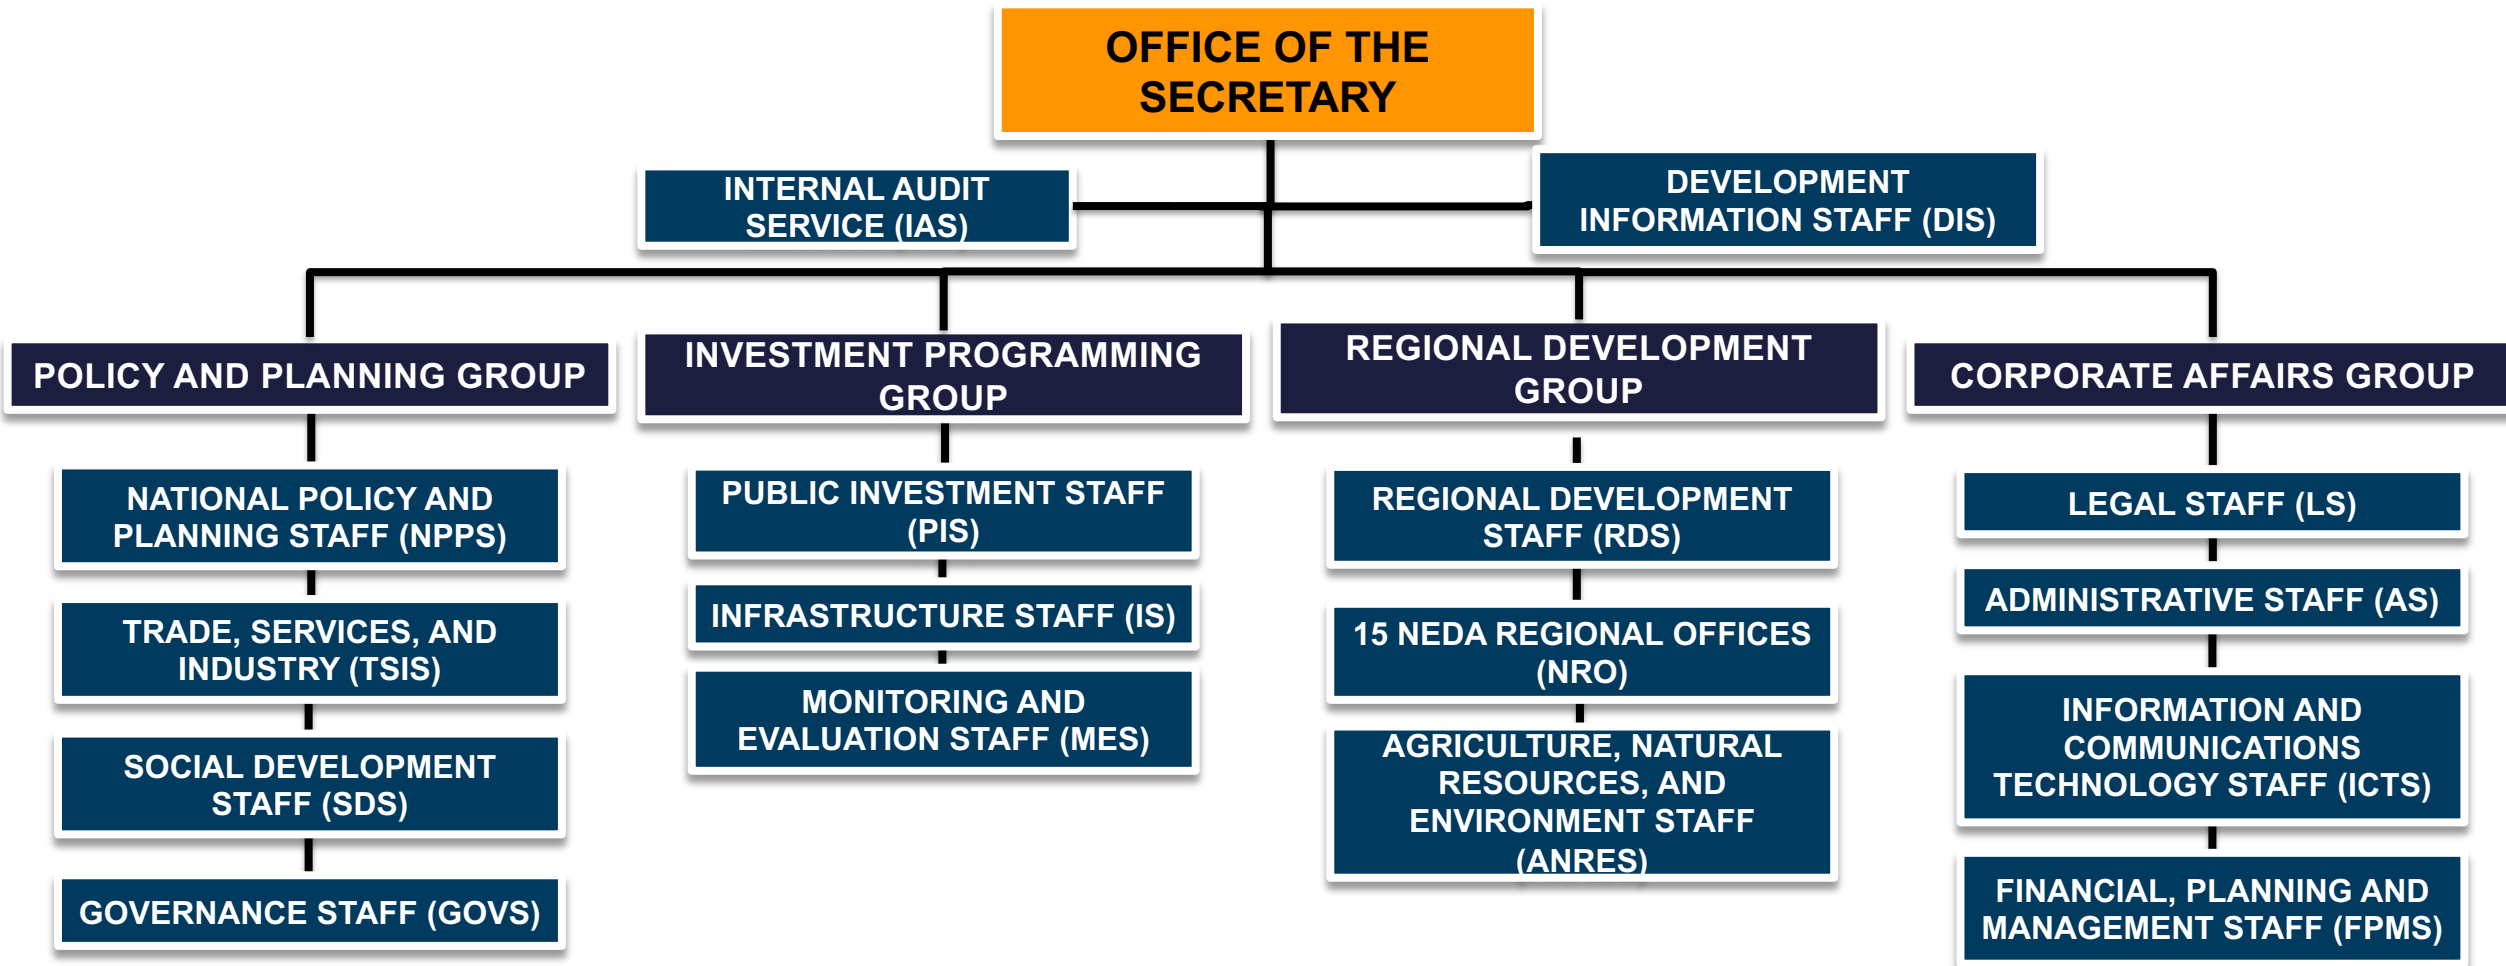 OFFICE OF THE
SECRETARY
INTERNAL AUDIT
SERVICE (IAS)
DEVELOPMENT
INFORMATION STAFF (DIS)
POLICY AND PLANNING GROUP
INVESTMENT PROGRAMMING
GROUP
REGIONAL DEVELOPMENT
GROUP
CORPORATE AFFAIRS GROUP
NATIONAL POLICY AND
PLANNING STAFF (NPPS)
TRADE, SERVICES, AND
INDUSTRY (TSIS)
SOCIAL DEVELOPMENT
STAFF (SDS)
GOVERNANCE STAFF (GOVS)
PUBLIC INVESTMENT STAFF
(PIS)
INFRASTRUCTURE STAFF (IS)
MONITORING AND
EVALUATION STAFF (MES)
REGIONAL DEVELOPMENT
STAFF (RDS)
15 NEDA REGIONAL OFFICES
(NRO)
AGRICULTURE, NATURAL
RESOURCES, AND
ENVIRONMENT STAFF
(ANRES)
LEGAL STAFF (LS)
ADMINISTRATIVE STAFF (AS)
INFORMATION AND
COMMUNICATIONS
TECHNOLOGY STAFF (ICTS)
FINANCIAL, PLANNING AND
MANAGEMENT STAFF (FPMS)